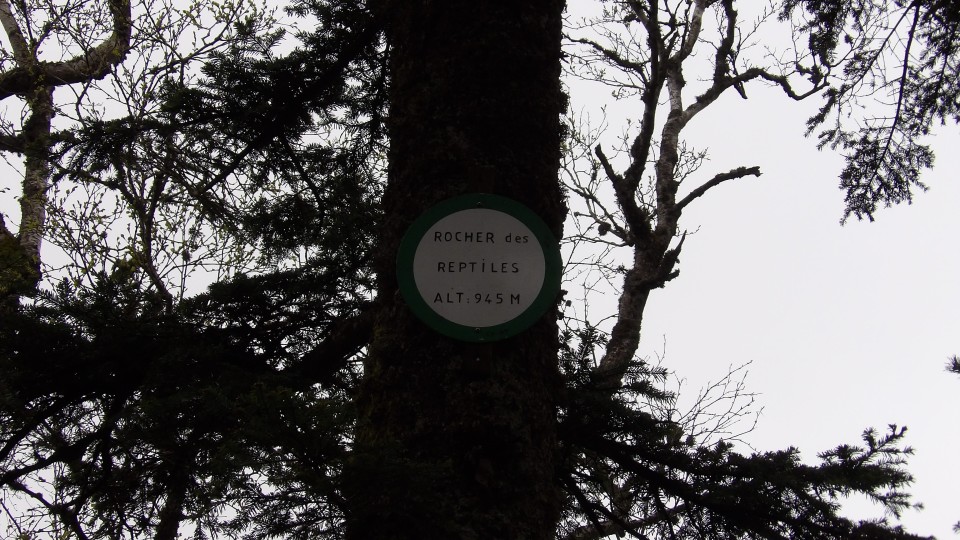 ROCHER des
REPTiLES
ALT: 945 M